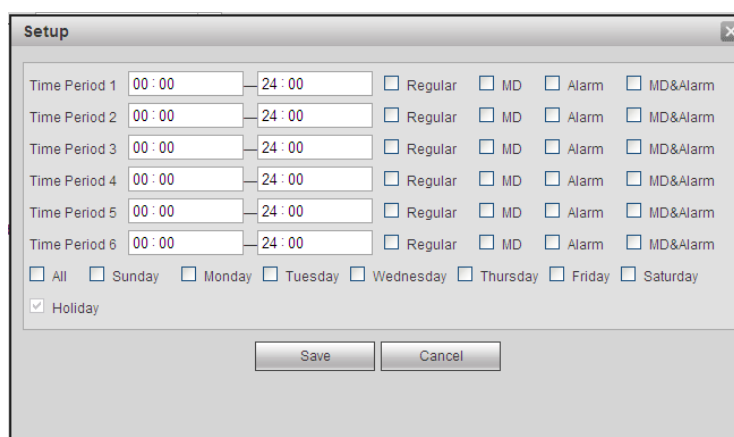 Setup
Time Period 1 00:00 — 24:00 Regular MD Alarm MD&Alarm
Time Period 2 00:00 — 24:00 Regular MD Alarm MD&Alarm
Time Period 3 00:00 — 24:00 Regular MD Alarm MD&Alarm
Time Period 4 00:00 — 24:00 Regular MD Alarm MD&Alarm
Time Period 5 00:00 — 24:00 Regular MD Alarm MD&Alarm
Time Period 6 00:00 — 24:00 Regular MD Alarm MD&Alarm
All Sunday Monday Tuesday Wednesday Thursday Friday Saturday
Holiday
Save Cancel